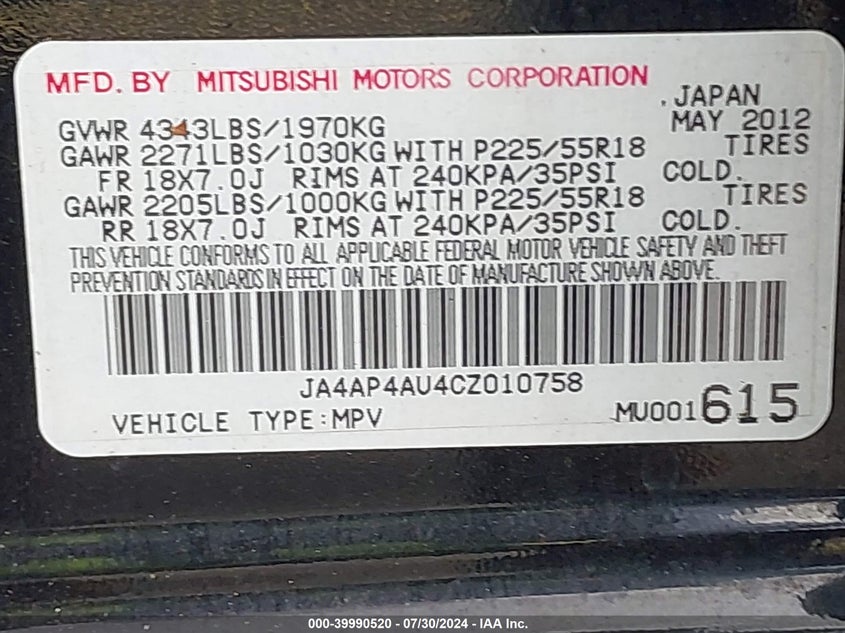 MFD. BY MITSUBISHI MOTORS CORPORATION
, JAPAN
GVWR 4343LBS/1970KG MAY 2012
GAWR 2271LBS/1030KG WITH P225/55R18 TIRES
FR 18X7.0J RIMS AT 240KPA/35PSI COLD.
GAWR 2205LBS/1000KG WITH P225/55R18 TIRES
RR 18X7.0J RIMS AT 240KPA/35PSI COLD.
THIS VEHICLE CONFORMS TO ALL APPLICABLE FEDERAL MOTOR VEHICLE SAFETY AND THEFT
PREVENTION STANDARDS IN EFFECT ON THE DATE OF MANUFACTURE SHOWN ABOVE.
JA4AP4AU4CZ010758
VEHICLE TYPE:MPV MU001615
000-39990520 / 07/30/2024 - IAA Inc.